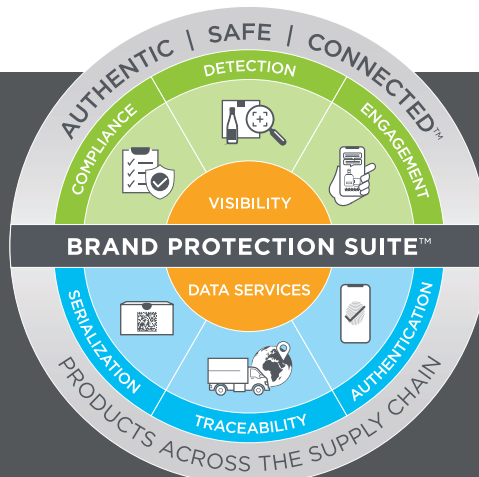 AUTHENTIC | SAFE | CONNECTED™
DETECTION
COMPLIANCE
ENGAGEMENT
VISIBILITY
BRAND PROTECTION SUITE™
DATA SERVICES
SERIALIZATION
AUTHENTICATION
TRACEABILITY
PRODUCTS ACROSS THE SUPPLY CHAIN